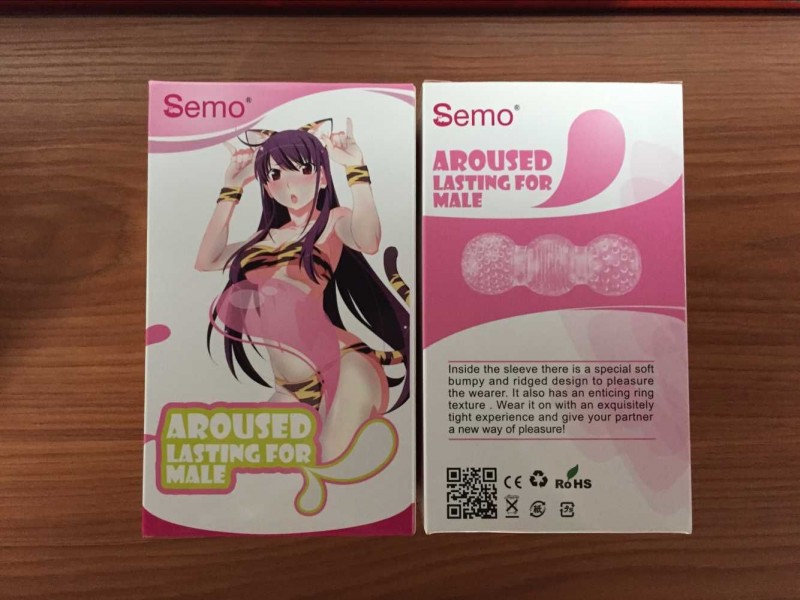 Semo®
AROUSED
LASTING FOR
MALE
Semo®
AROUSED
LASTING FOR
MALE
Inside the sleeve there is a special soft
bumpy and ridged design to pleasure
the wearer. It also has an enticing ring
texture . Wear it on with an exquisitely
tight experience and give your partner
a new way of pleasure!
CE
RoHS